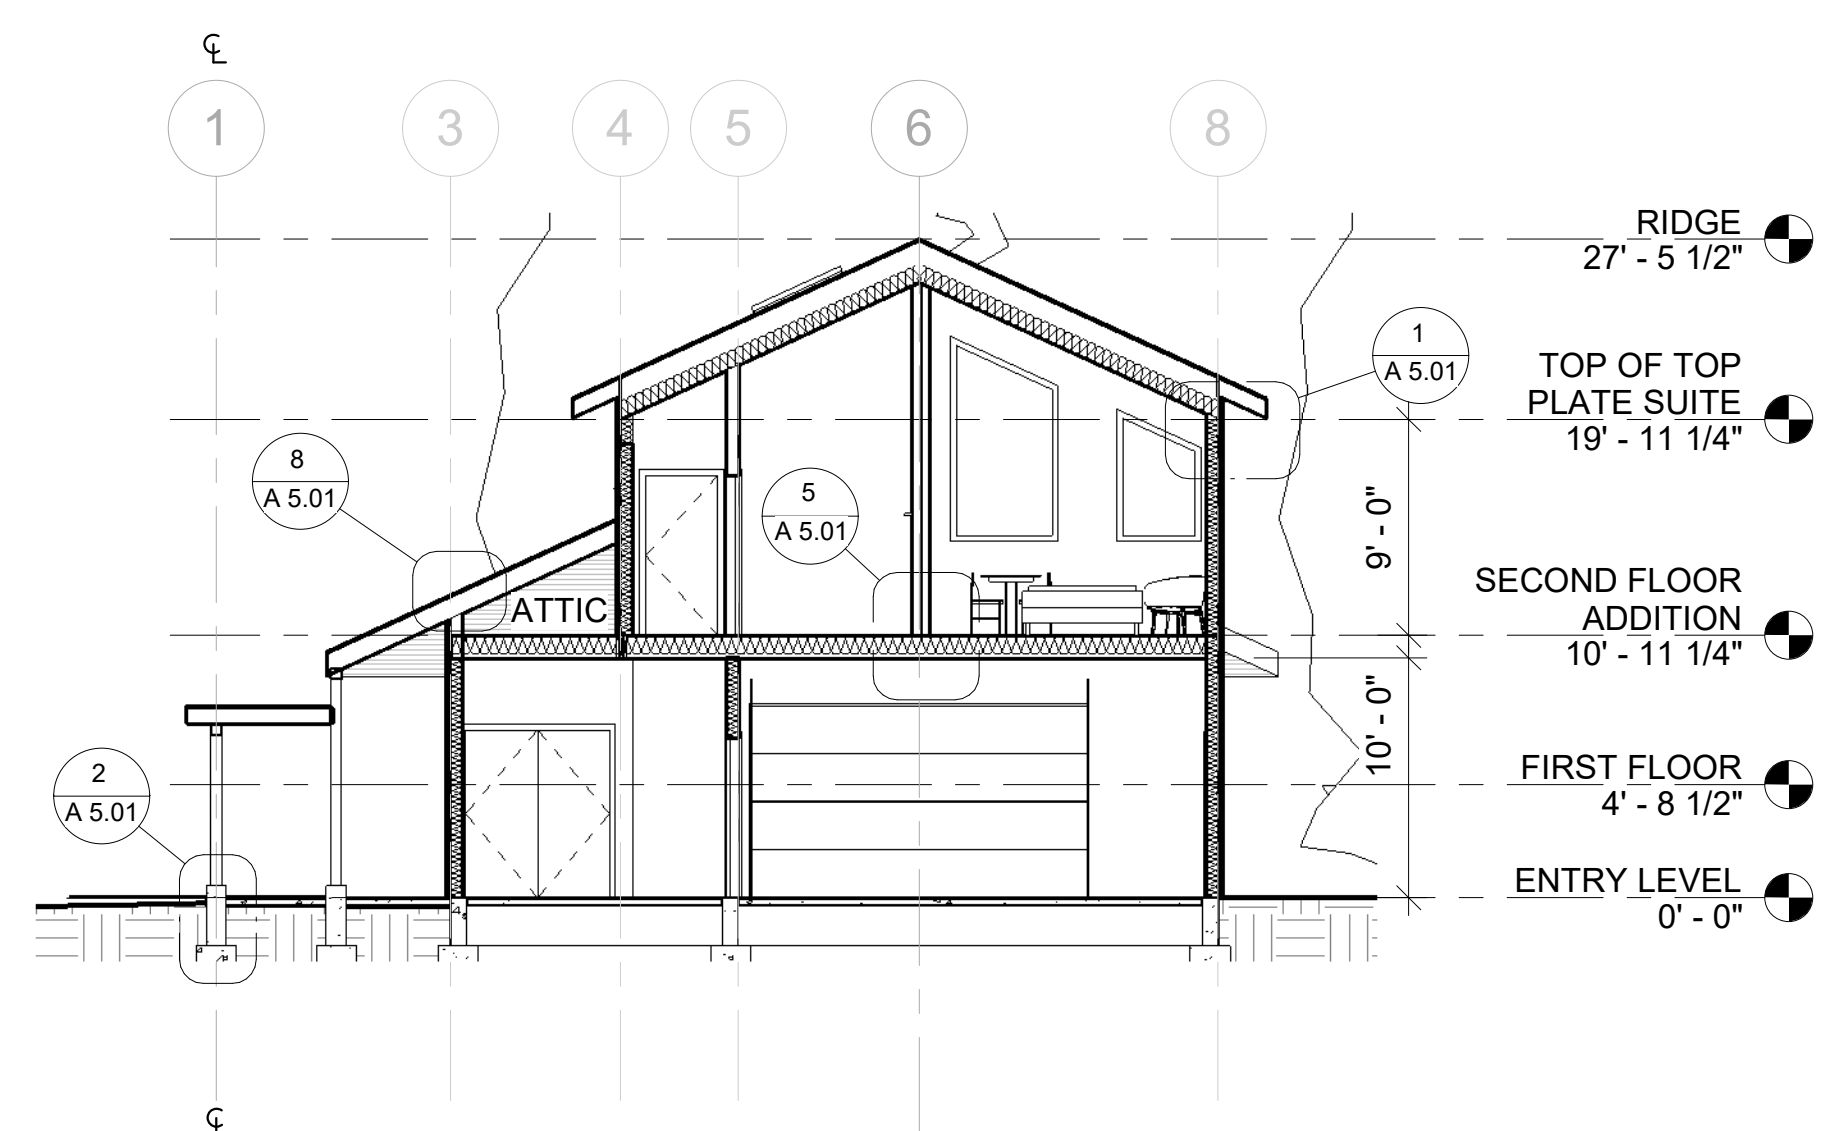 ℄
1
3
4
5
6
8
RIDGE
27' - 5 1/2"
1
A 5.01
TOP OF TOP
PLATE SUITE
19' - 11 1/4"
8
A 5.01
5
A 5.01
9' - 0"
SECOND FLOOR
ADDITION
10' - 11 1/4"
ATTIC
10' - 0"
FIRST FLOOR
4' - 8 1/2"
2
A 5.01
ENTRY LEVEL
0' - 0"
℄